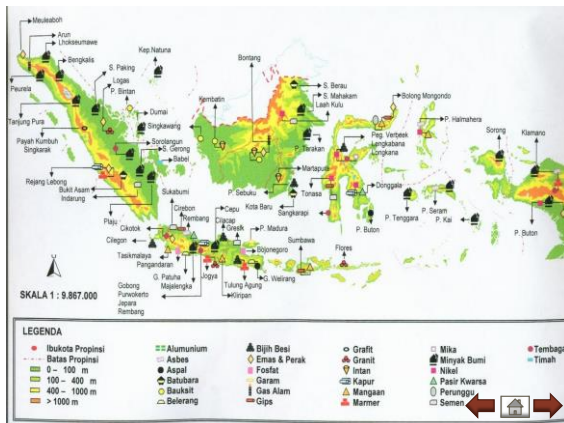 Meuleaboh
Arun
Lhokseumawe
Bengkalis
S. Paking
Logas
P. Bintan
Kep.Natuna
Dumai
Singkawang
Bontang
S. Berau
S. Mahakam
Bolong Mongondo
P. Halmahera
Sorong
Klamano
Peurela
Tanjung Pura
Payah Kumbuh
Singkarak
Sorolangun
S. Gerong
Babel
P. Tarakan
Martapura
Peg. Verbeek
Rejang Lebong
Bukit Asam
Indarung
Plaju
Sukabumi
Cirebon
Rembang
Cepu
Cilacap
Gresik
P. Madura
P. Sebuku
Kota Baru
Sangkarapi
Tonasa
Donggala
P. Buton
P. Tenggara
P. Seram
P. Kai
P. Buton
Cikotok
Cilegon
Tasikmalaya
Pangandaran
G. Patuha
Majalengka
Jogya
Tulung Agung
Kliripan
Bojonegoro
G. Welirang
Sumbawa
Flores
Gobong
Purwokerto
Jepara
Rembang
SKALA 1 : 9.867.000
LEGENDA
Ibukota Propinsi
Batas Propinsi
0 - 100 m
100 - 400 m
400 - 1000 m
> 1000 m
Alumunium
Asbes
Aspal
Batubara
Bauksit
Belerang
Bijih Besi
Emas & Perak
Fosfat
Garam
Gas Alam
Gips
Grafit
Granit
Intan
Kapur
Mangaan
Marmer
Mika
Minyak Bumi
Nikel
Pasir Kwarsa
Perunggu
Semen
Tembaga
Timah